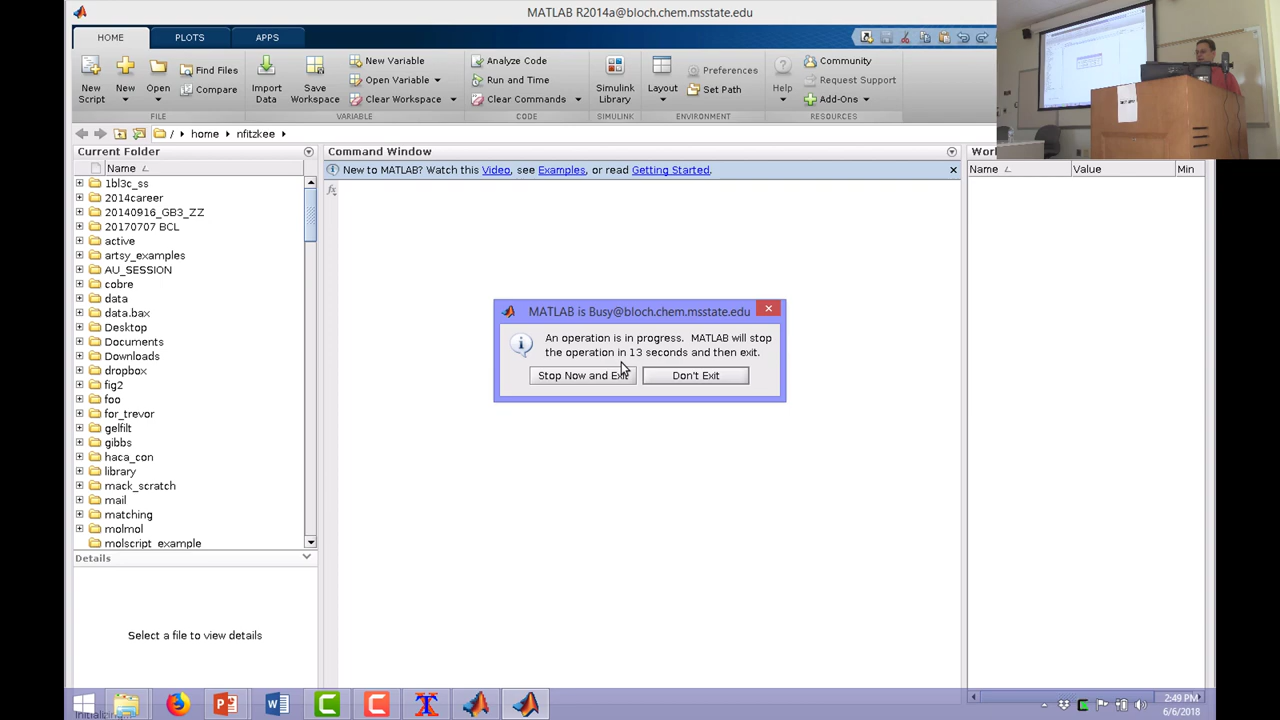 MATLAB R2014a@bloch.chem.msstate.edu
HOME PLOTS APPS
New Script
New
Open
Find Files
Compare
Import Data
Save Workspace
New Variable
Open Variable
Clear Workspace
VARIABLE
Analyze Code
Run and Time
Clear Commands
CODE
Simulink Library
SIMULINK
Layout
Preferences
Set Path
ENVIRONMENT
Help
Community
Request Support
Add-Ons
RESOURCES
FILE
/ home nfitzkee
Current Folder
Name
1bl3c_ss
2014career
20140916_GB3_ZZ
20170707 BCL
active
artsy_examples
AU_SESSION
cobre
data
data.bax
Desktop
Documents
Downloads
dropbox
fig2
foo
for_trevor
gelfilt
gibbs
haca_con
library
mack_scratch
mail
matching
molmol
molscript_example
Details
Select a file to view details
Command Window
New to MATLAB? Watch this Video, see Examples, or read Getting Started.
fx
MATLAB is Busy@bloch.chem.msstate.edu
An operation is in progress. MATLAB will stop
the operation in 13 seconds and then exit.
Stop Now and Exit
Don't Exit
Work
Name Value Min
Initializing...
2:49 PM
6/6/2018